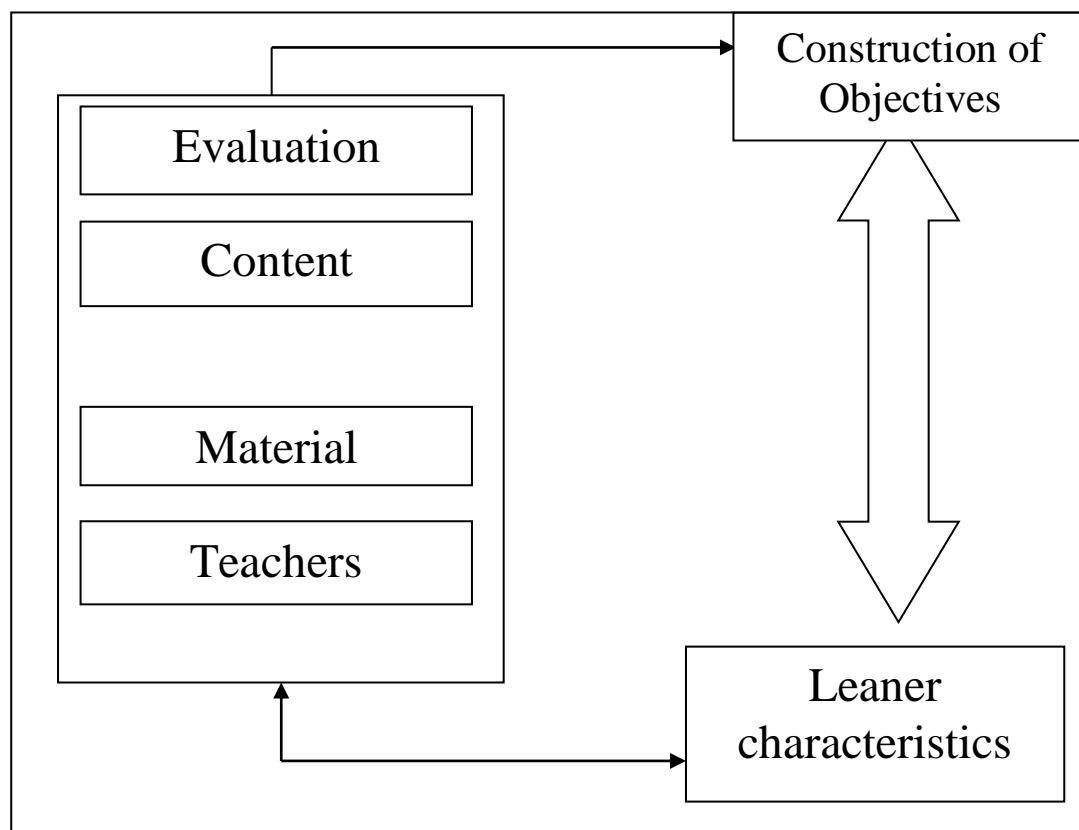 Construction of
Objectives
Evaluation
Content
Material
Teachers
Leaner
characteristics